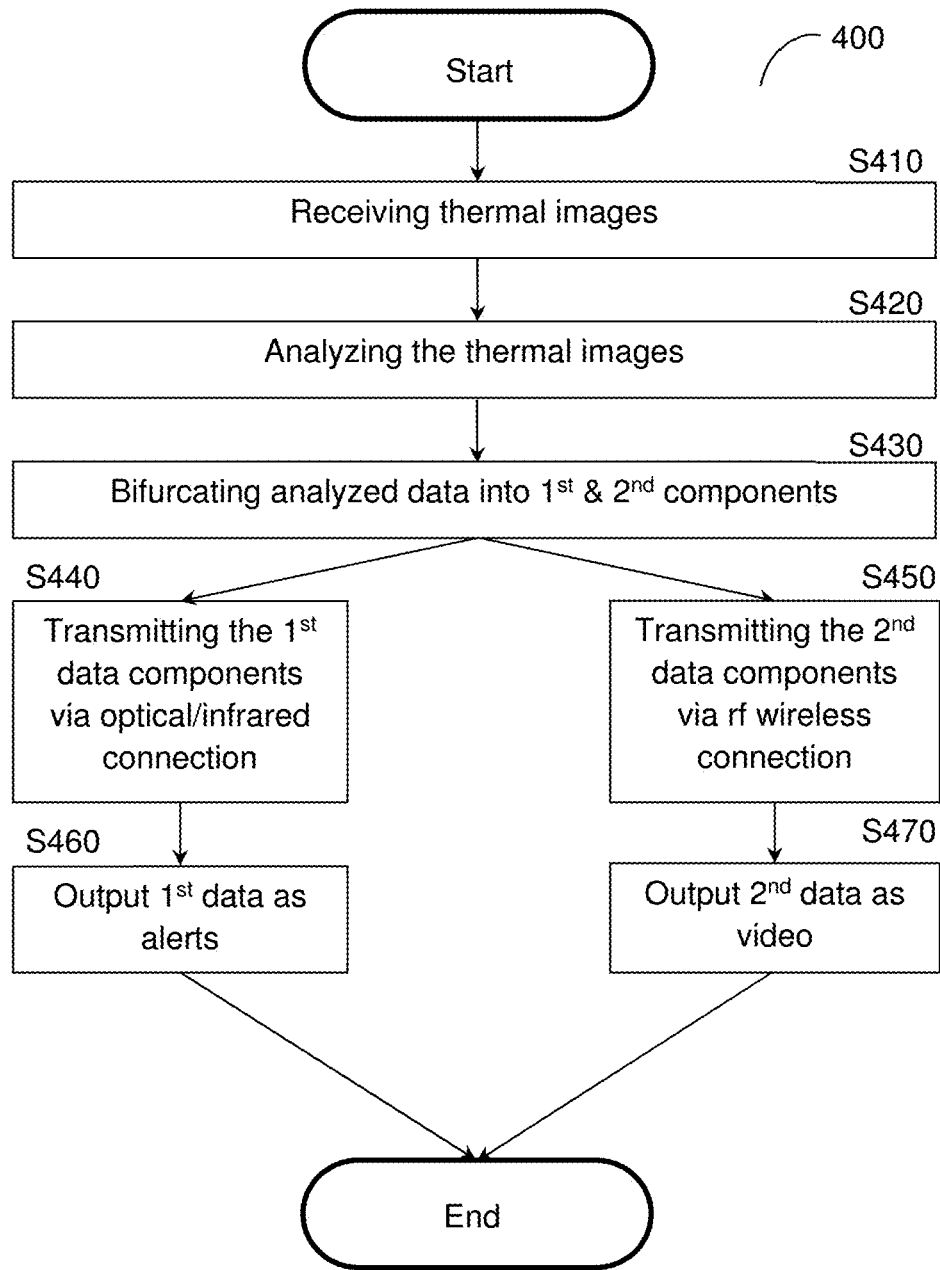 400
Start
S410
Receiving thermal images
S420
Analyzing the thermal images
S430
Bifurcating analyzed data into 1st & 2nd components
S440
Transmitting the 1st
data components
via optical/infrared
connection
S450
Transmitting the 2nd
data components
via rf wireless
connection
S460
Output 1st data as
alerts
S470
Output 2nd data as
video
End